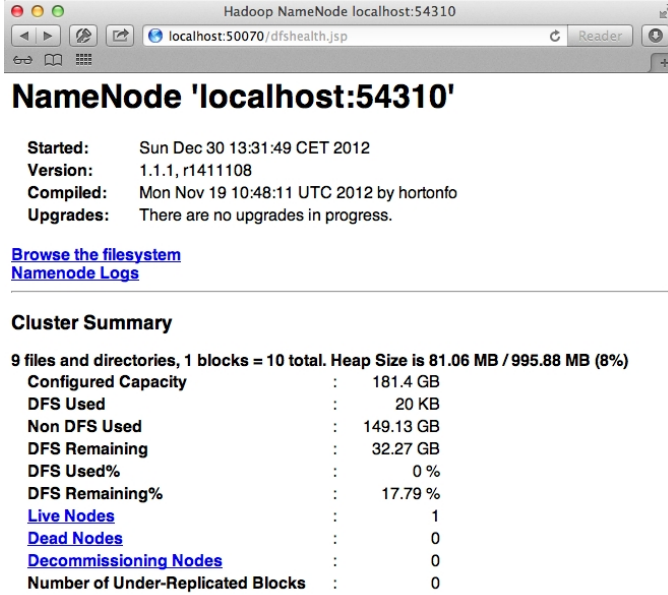 Hadoop NameNode localhost:54310
localhost:50070/dfshealth.jsp
Reader
NameNode 'localhost:54310'
Started: Sun Dec 30 13:31:49 CET 2012
Version: 1.1.1, r1411108
Compiled: Mon Nov 19 10:48:11 UTC 2012 by hortonfo
Upgrades: There are no upgrades in progress.
Browse the filesystem
Namenode Logs
Cluster Summary
9 files and directories, 1 blocks = 10 total. Heap Size is 81.06 MB / 995.88 MB (8%)
Configured Capacity : 181.4 GB
DFS Used : 20 KB
Non DFS Used : 149.13 GB
DFS Remaining : 32.27 GB
DFS Used% : 0 %
DFS Remaining% : 17.79 %
Live Nodes : 1
Dead Nodes : 0
Decommissioning Nodes : 0
Number of Under-Replicated Blocks : 0